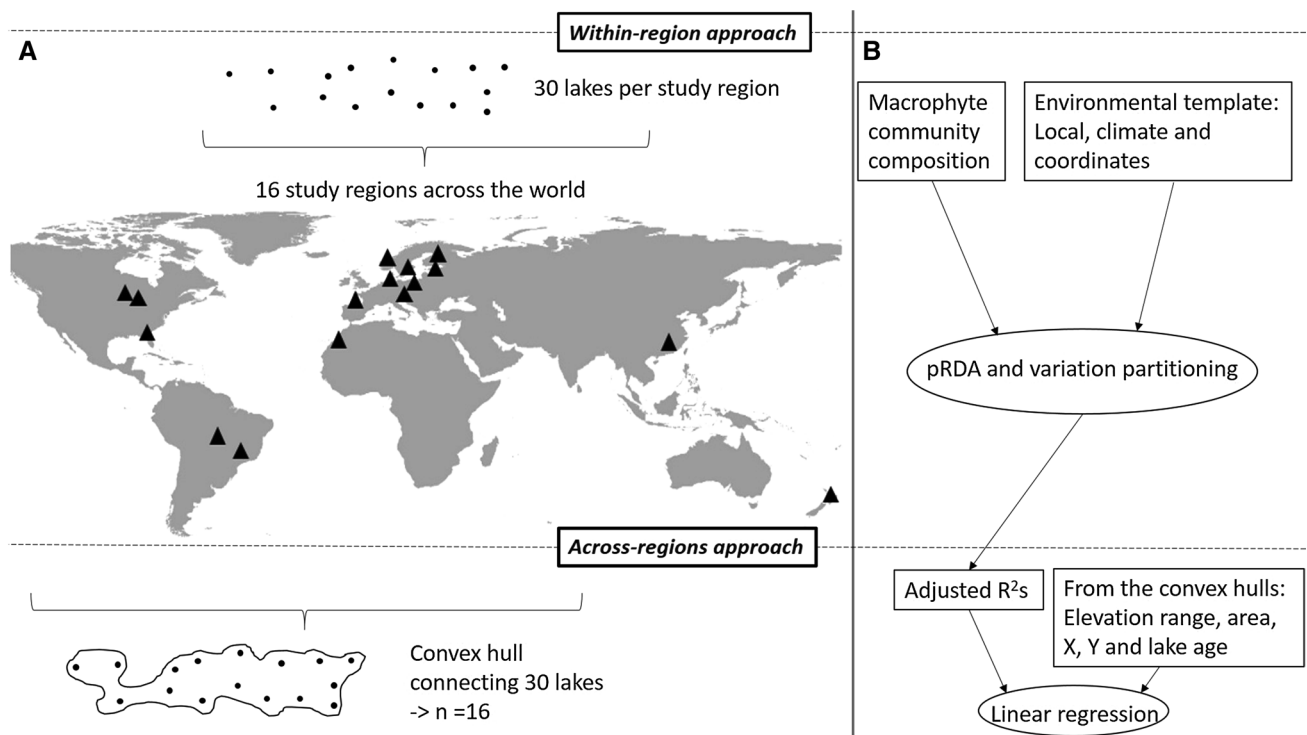 Within-region approach
A
30 lakes per study region
16 study regions across the world
Across-regions approach
Convex hull
connecting 30 lakes
-> n =16
B
Macrophyte
community
composition
Environmental template:
Local, climate and
coordinates
pRDA and variation partitioning
Adjusted R²s
From the convex hulls:
Elevation range, area,
X, Y and lake age
Linear regression